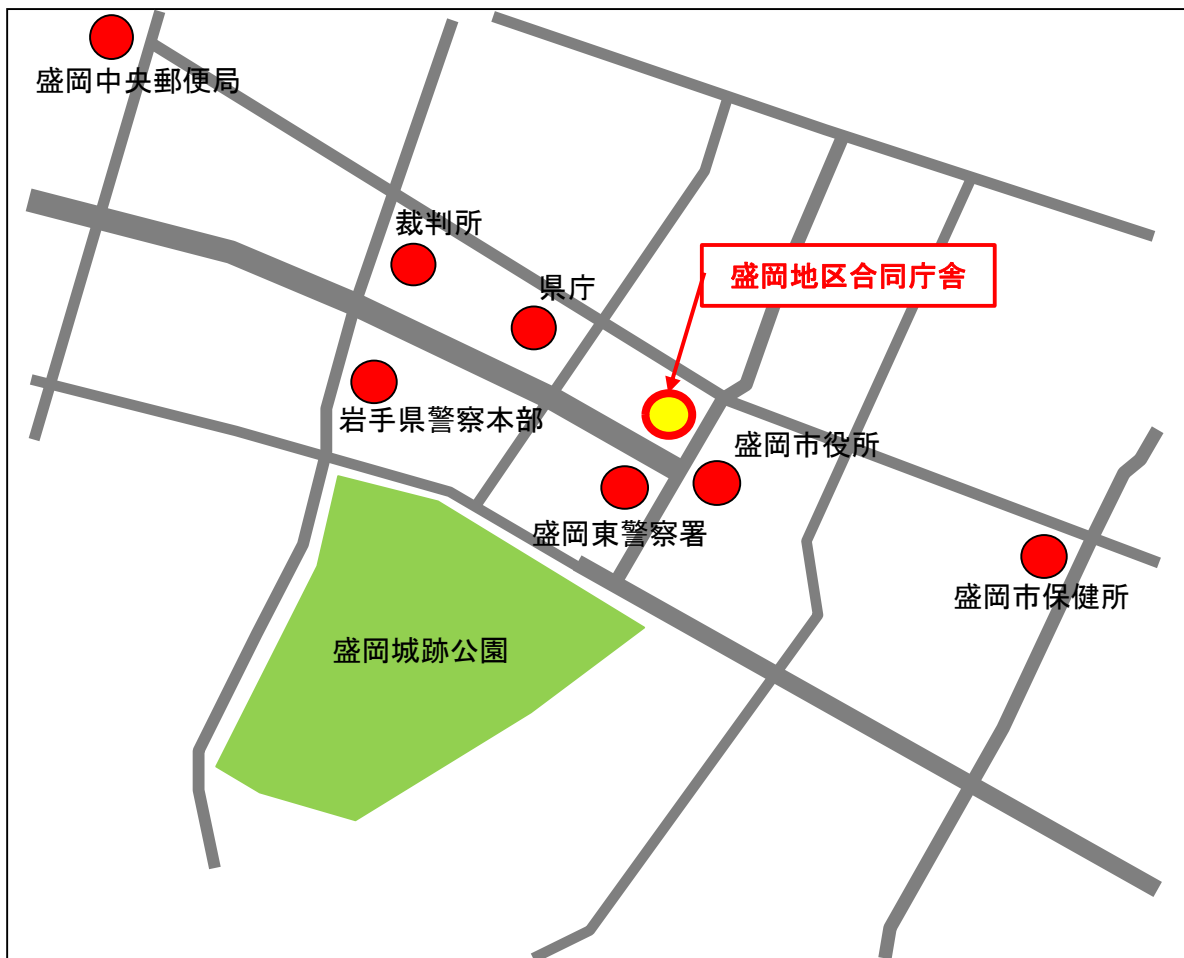 盛岡中央郵便局
裁判所
盛岡地区合同庁舎
県庁
岩手県警察本部
盛岡市役所
盛岡東警察署
盛岡市保健所
盛岡城跡公園